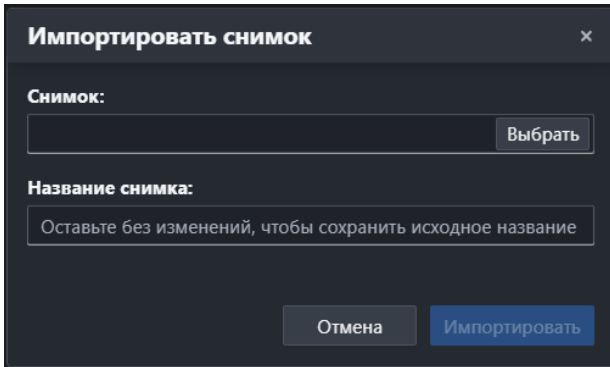 Импортировать снимок ×
Снимок:
Выбрать
Название снимка:
Оставьте без изменений, чтобы сохранить исходное название
Отмена Импортировать